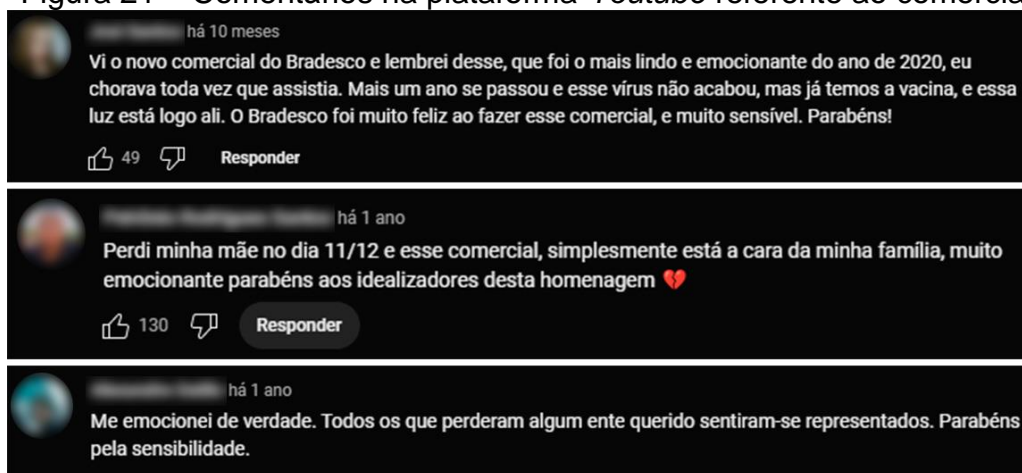 Figura 21 – Comentários na plataforma Youtube referente ao comercia
há 10 meses
Vi o novo comercial do Bradesco e lembrei desse, que foi o mais lindo e emocionante do ano de 2020, eu
chorava toda vez que assistia. Mais um ano se passou e esse vírus não acabou, mas já temos a vacina, e essa
luz está logo ali. O Bradesco foi muito feliz ao fazer esse comercial, e muito sensível. Parabéns!
49 Responder
há 1 ano
Perdi minha mãe no dia 11/12 e esse comercial, simplesmente está a cara da minha família, muito
emocionante parabéns aos idealizadores desta homenagem 💔
130 Responder
há 1 ano
Me emocionei de verdade. Todos os que perderam algum ente querido sentiram-se representados. Parabéns
pela sensibilidade.